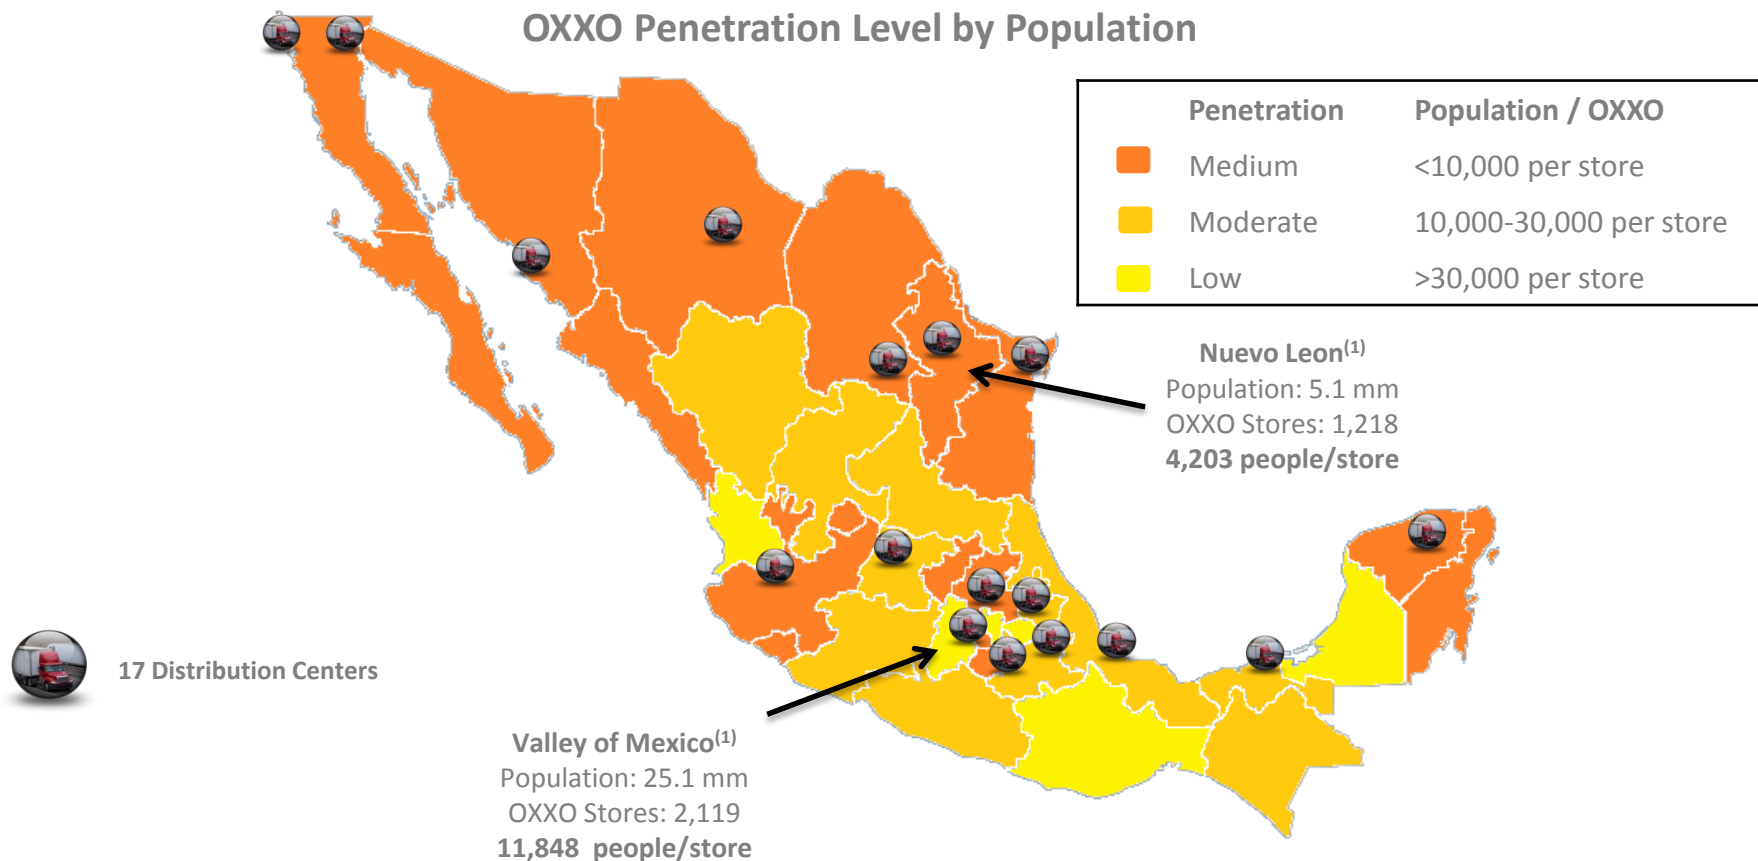 OXXO Penetration Level by Population
Penetration Population / OXXO
Medium <10,000 per store
Moderate 10,000-30,000 per store
Low >30,000 per store
Nuevo Leon(1)
Population: 5.1 mm
OXXO Stores: 1,218
4,203 people/store
17 Distribution Centers
Valley of Mexico(1)
Population: 25.1 mm
OXXO Stores: 2,119
11,848 people/store